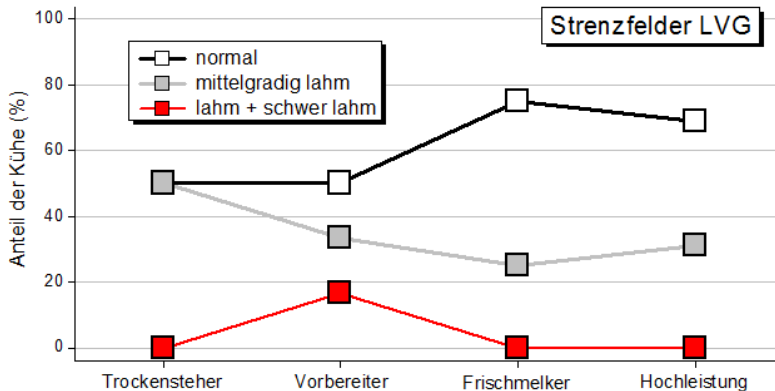 Strenzfelder LVG
normal
mittelgradig lahm
lahm + schwer lahm
Anteil der Kühe (%)
100
80
60
40
20
0
Trockensteher Vorbereiter Frischmelker Hochleistung